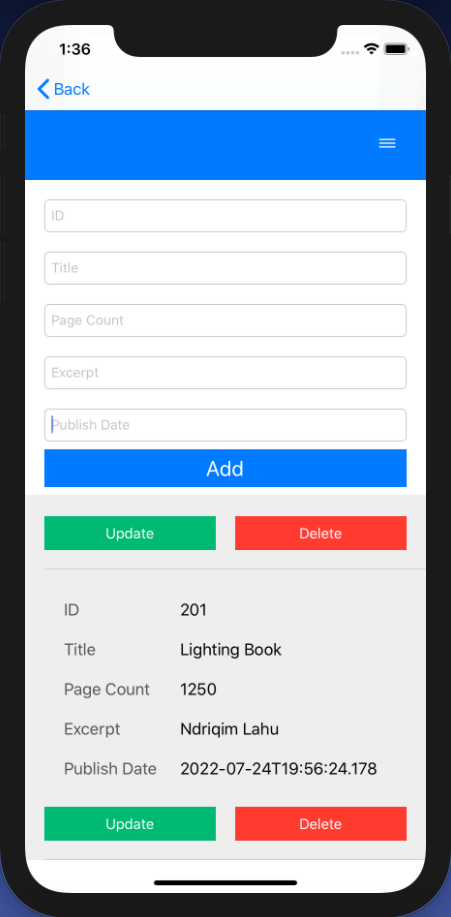 1:36
Back
ID
Title
Page Count
Excerpt
Publish Date
Add
Update Delete
ID 201
Title Lighting Book
Page Count 1250
Excerpt Ndriqim Lahu
Publish Date 2022-07-24T19:56:24.178
Update Delete